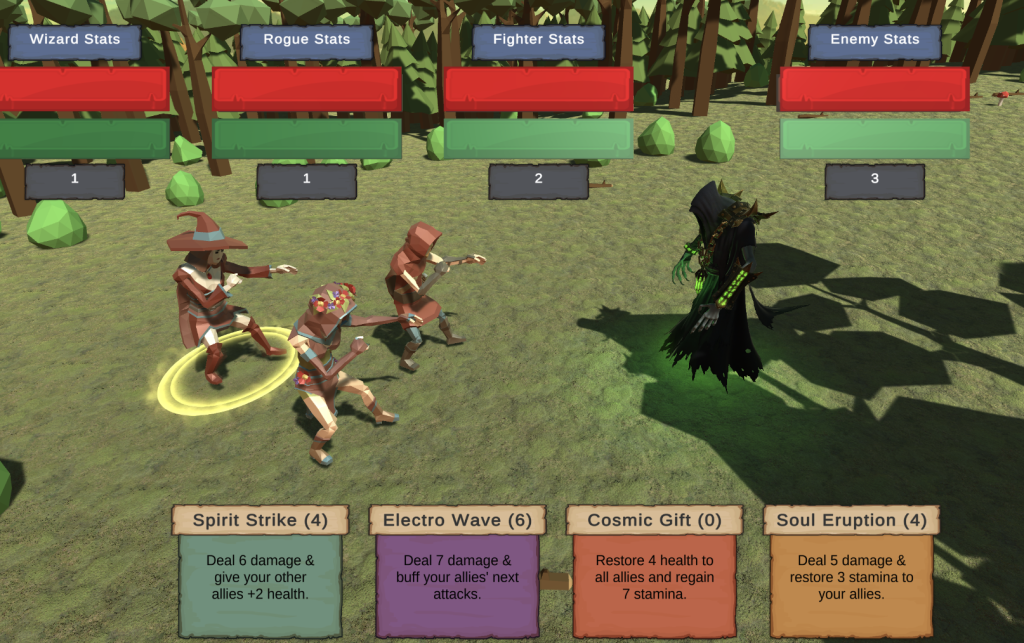 Wizard Stats
Rogue Stats
Fighter Stats
Enemy Stats
1
1
2
3
Spirit Strike (4)
Deal 6 damage &
give your other
allies +2 health.
Electro Wave (6)
Deal 7 damage &
buff your allies' next
attacks.
Cosmic Gift (0)
Restore 4 health to
all allies and regain
7 stamina.
Soul Eruption (4)
Deal 5 damage &
restore 3 stamina to
your allies.